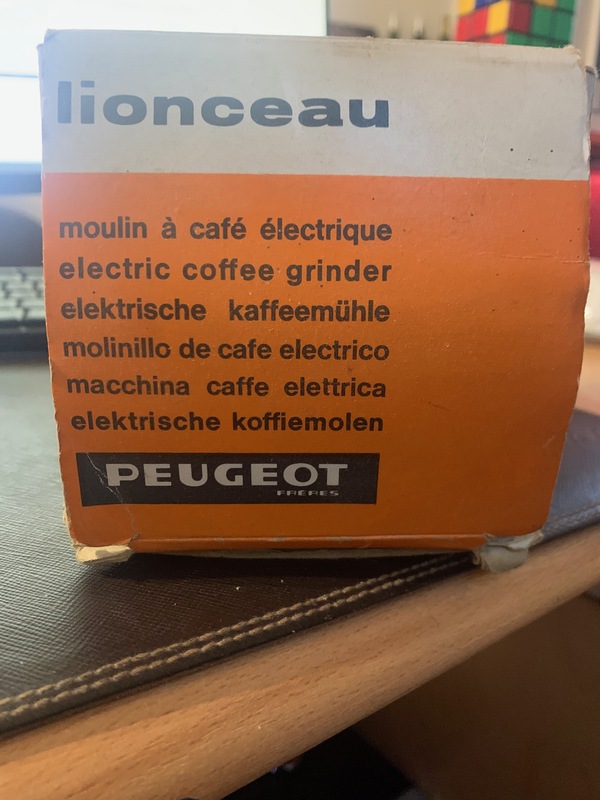 lionceau
moulin à café électrique
electric coffee grinder
elektrische kaffeemühle
molinillo de cafe electrico
macchina caffe elettrica
elektrische koffiemolen
PEUGEOT
FRÈRES